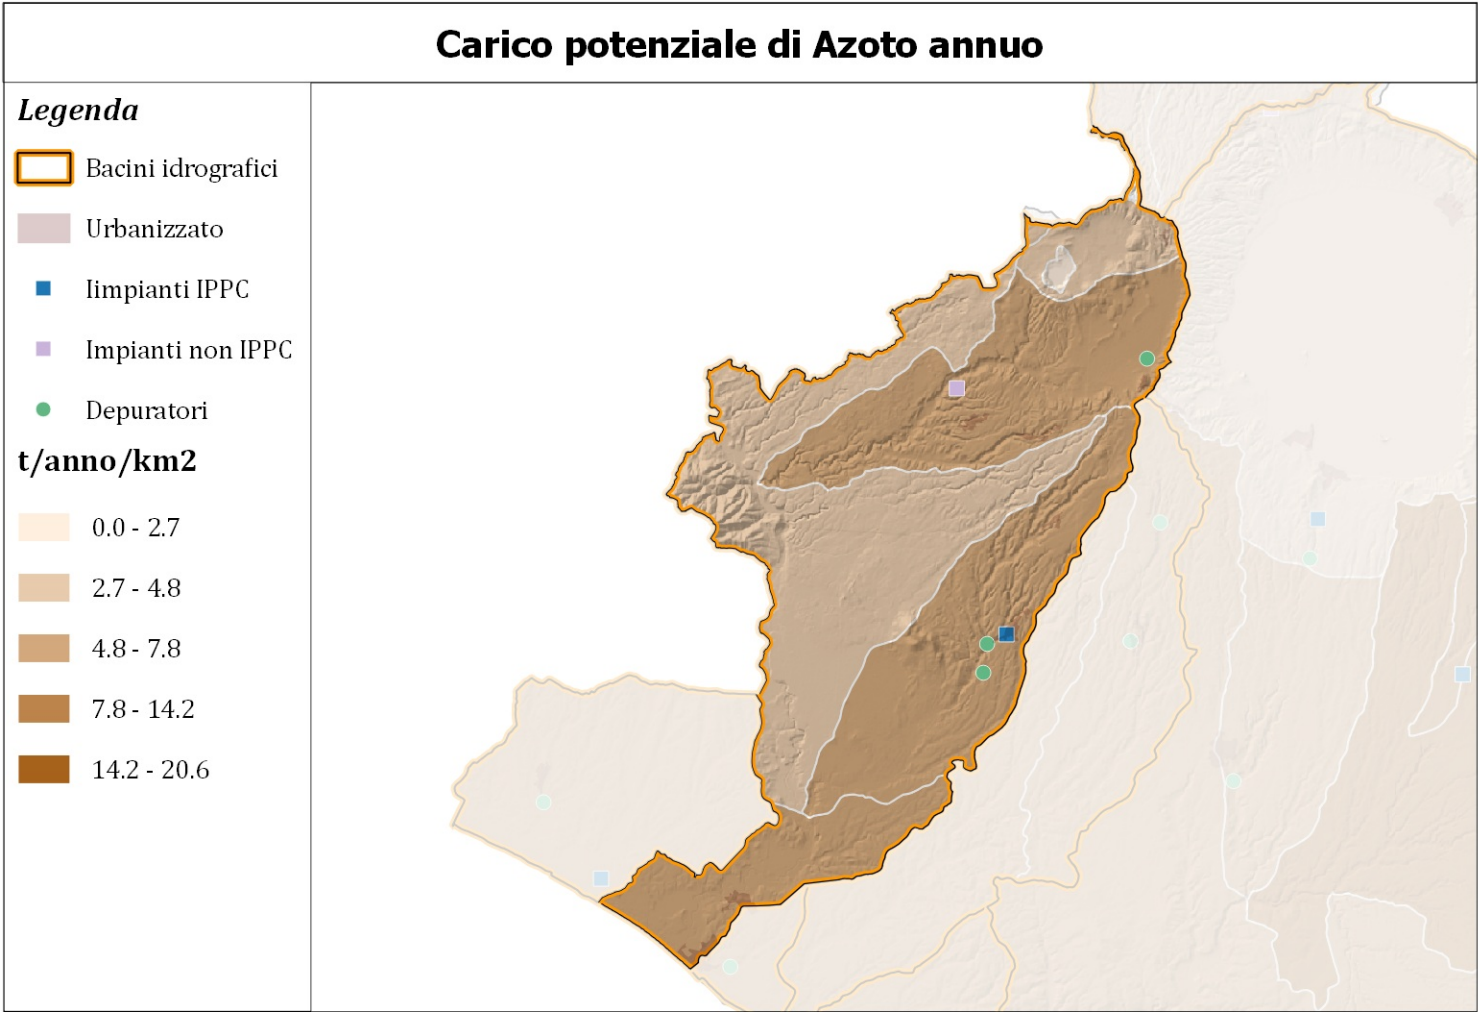 Carico potenziale di Azoto annuo
Legenda
Bacini idrografici
Urbanizzato
Iimpianti IPPC
Impianti non IPPC
Depuratori
t/anno/km2
0.0 - 2.7
2.7 - 4.8
4.8 - 7.8
7.8 - 14.2
14.2 - 20.6